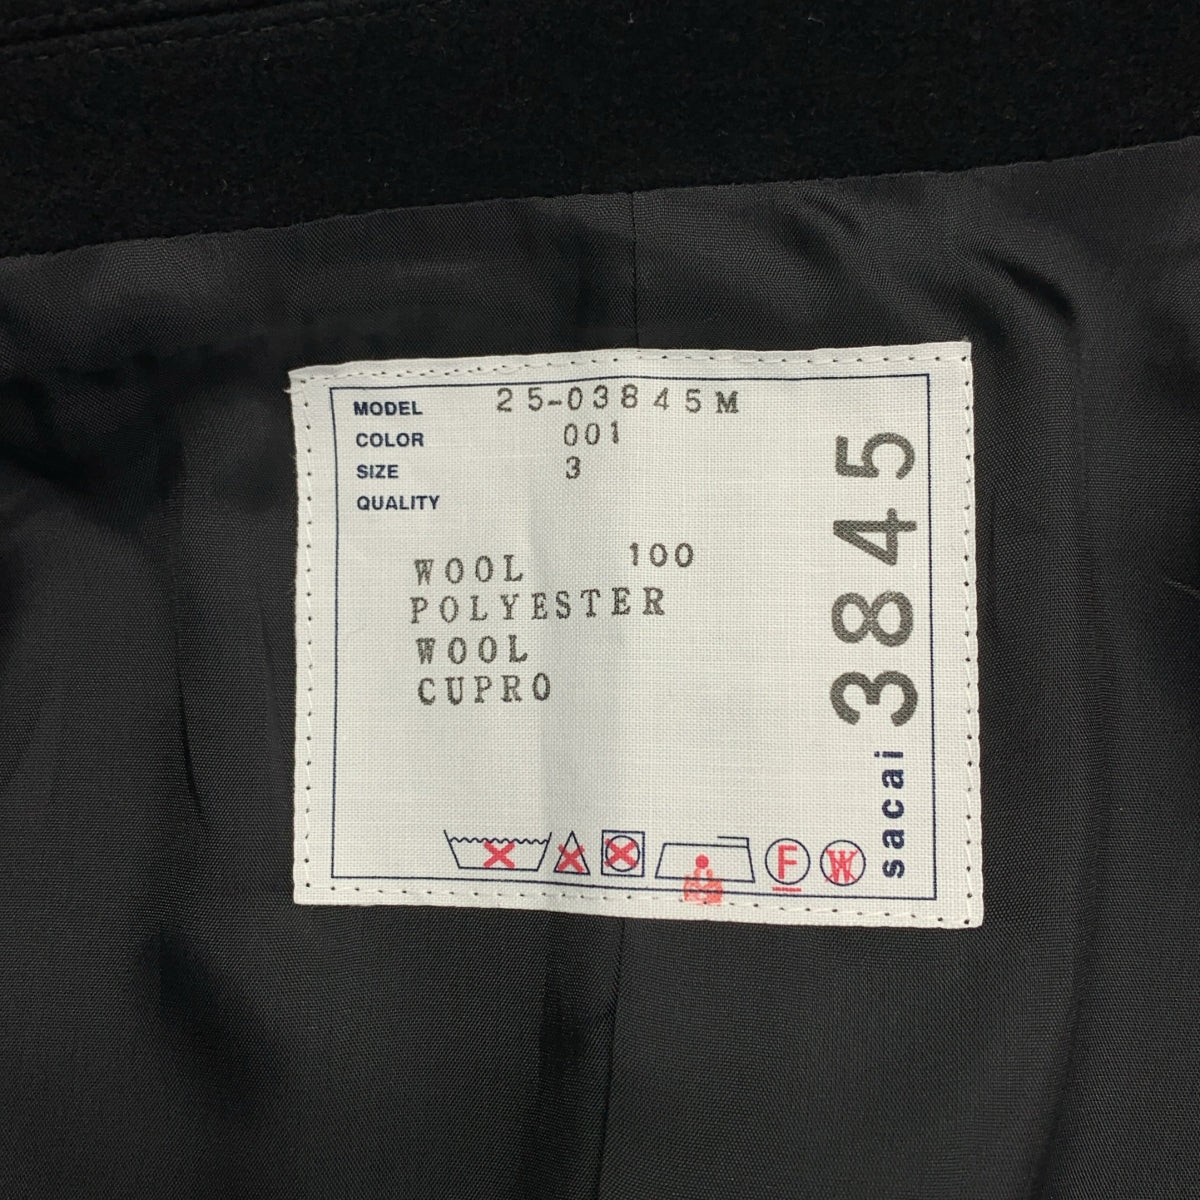 MODEL 25-03845M
COLOR 001
SIZE 3
QUALITY
WOOL 100
POLYESTER
WOOL
CUPRO
F
W
sacai 3845